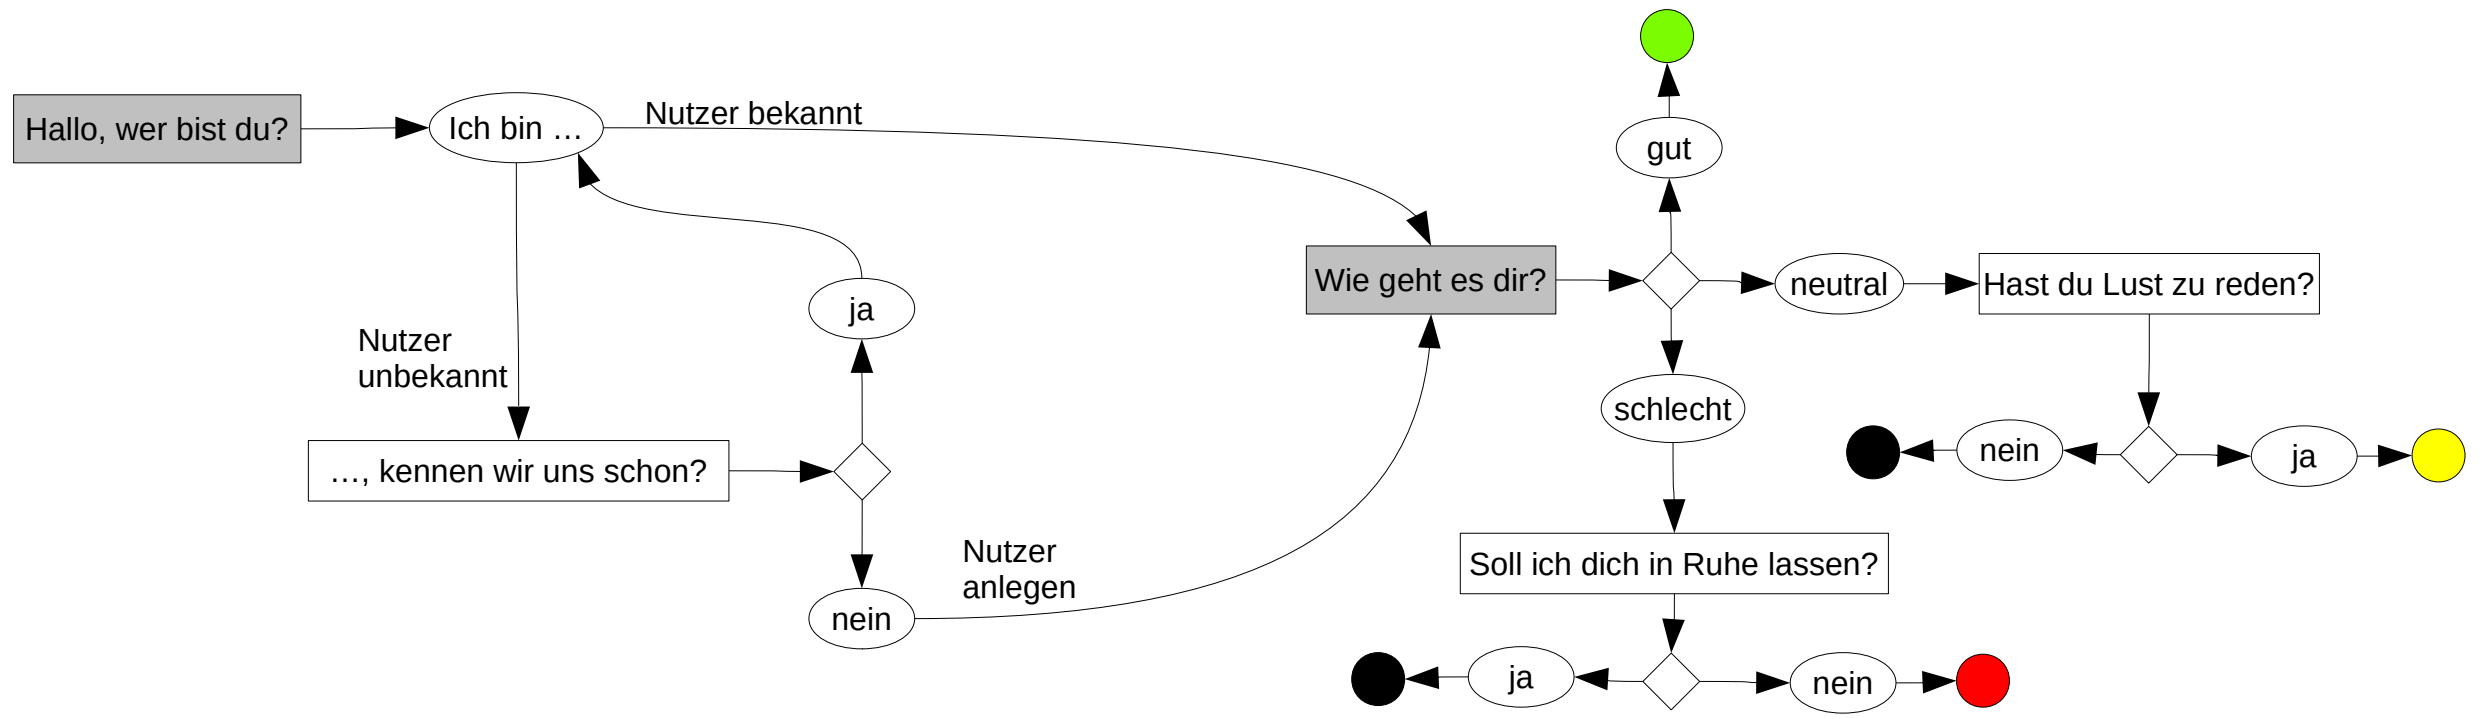 Hallo, wer bist du?
Ich bin …
Nutzer bekannt
Nutzer
unbekannt
…, kennen wir uns schon?
ja
nein
Nutzer
anlegen
Wie geht es dir?
gut
neutral
Hast du Lust zu reden?
nein
ja
schlecht
Soll ich dich in Ruhe lassen?
ja
nein